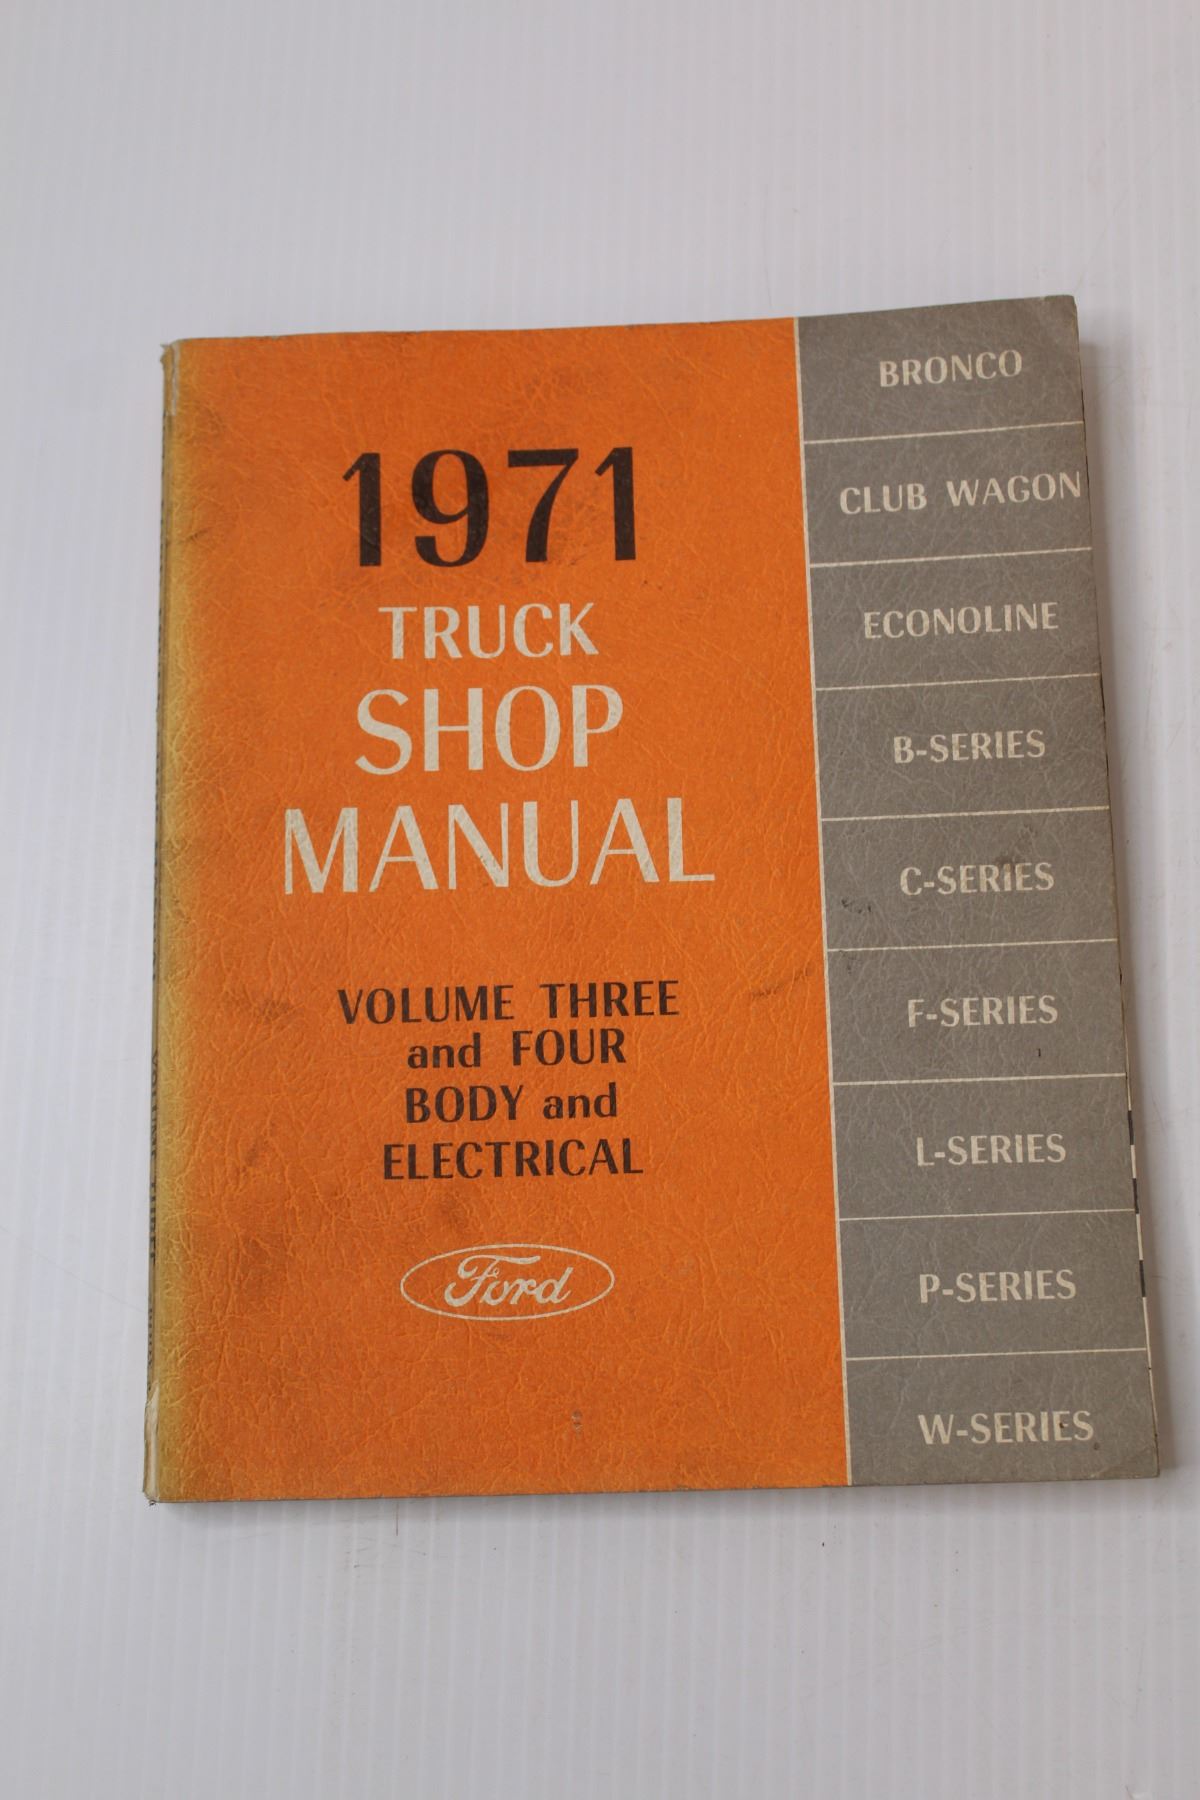 1971
TRUCK
SHOP
MANUAL
VOLUME THREE
and FOUR
BODY and
ELECTRICAL
Ford
BRONCO
CLUB WAGON
ECONOLINE
B-SERIES
C-SERIES
F-SERIES
L-SERIES
P-SERIES
W-SERIES